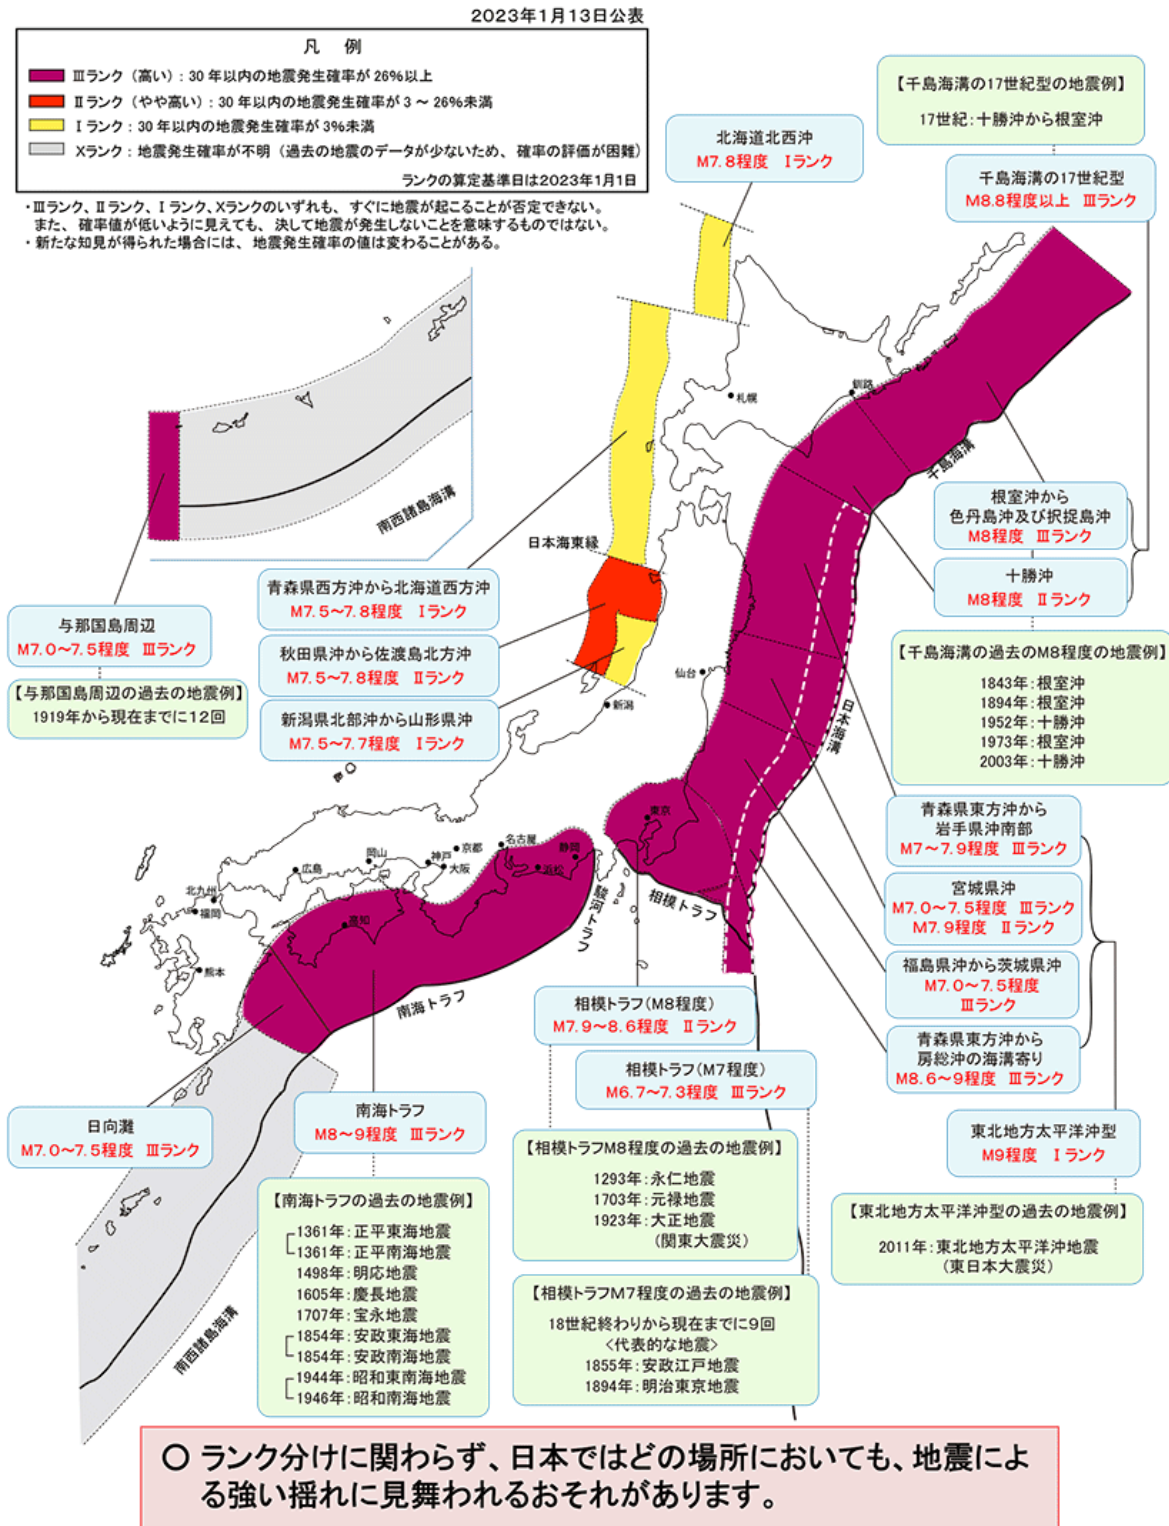 2023年1月13日公表
凡 例
Ⅲランク（高い）：30年以内の地震発生確率が26％以上
Ⅱランク（やや高い）：30年以内の地震発生確率が3～26％未満
Ⅰランク：30年以内の地震発生確率が3％未満
Xランク：地震発生確率が不明（過去の地震のデータが少ないため、確率の評価が困難）
ランクの算定基準日は2023年1月1日
・Ⅲランク、Ⅱランク、Ⅰランク、Xランクのいずれも、すぐに地震が起こることが否定できない。
また、確率値が低いように見えても、決して地震が発生しないことを意味するものではない。
・新たな知見が得られた場合には、地震発生確率の値は変わることがある。
北海道北西沖
M7.8程度 Ⅰランク
【千島海溝の17世紀型の地震例】
17世紀：十勝沖から根室沖
千島海溝の17世紀型
M8.8程度以上 Ⅲランク
札幌
釧路
千島海溝
南西諸島海溝
日本海東縁
根室沖から
色丹島沖及び択捉島沖
M8程度 Ⅲランク
十勝沖
M8程度 Ⅱランク
青森県西方沖から北海道西方沖
M7.5～7.8程度 Ⅰランク
秋田県沖から佐渡島北方沖
M7.5～7.8程度 Ⅱランク
新潟県北部沖から山形県沖
M7.5～7.7程度 Ⅰランク
与那国島周辺
M7.0～7.5程度 Ⅲランク
【与那国島周辺の過去の地震例】
1919年から現在までに12回
【千島海溝の過去のM8程度の地震例】
1843年：根室沖
1894年：根室沖
1952年：十勝沖
1973年：根室沖
2003年：十勝沖
仙台
新潟
日本海溝
青森県東方沖から
岩手県沖南部
M7～7.9程度 Ⅲランク
宮城県沖
M7.0～7.5程度 Ⅲランク
M7.9程度 Ⅱランク
福島県沖から茨城県沖
M7.0～7.5程度
Ⅲランク
青森県東方沖から
房総沖の海溝寄り
M8.6～9程度 Ⅲランク
東京
名古屋
静岡
浜松
京都
神戸
大阪
岡山
広島
高知
北九州
福岡
熊本
駿河トラフ
相模トラフ
南海トラフ
相模トラフ（M8程度）
M7.9～8.6程度 Ⅱランク
相模トラフ（M7程度）
M6.7～7.3程度 Ⅲランク
日向灘
M7.0～7.5程度 Ⅲランク
南海トラフ
M8～9程度 Ⅲランク
東北地方太平洋沖型
M9程度 Ⅰランク
【相模トラフM8程度の過去の地震例】
1293年：永仁地震
1703年：元禄地震
1923年：大正地震
（関東大震災）
【東北地方太平洋沖型の過去の地震例】
2011年：東北地方太平洋沖地震
（東日本大震災）
【南海トラフの過去の地震例】
1361年：正平東海地震
1361年：正平南海地震
1498年：明応地震
1605年：慶長地震
1707年：宝永地震
1854年：安政東海地震
1854年：安政南海地震
1944年：昭和東南海地震
1946年：昭和南海地震
【相模トラフM7程度の過去の地震例】
18世紀終わりから現在までに9回
＜代表的な地震＞
1855年：安政江戸地震
1894年：明治東京地震
南西諸島海溝
○ ランク分けに関わらず、日本ではどの場所においても、地震によ
る強い揺れに見舞われるおそれがあります。